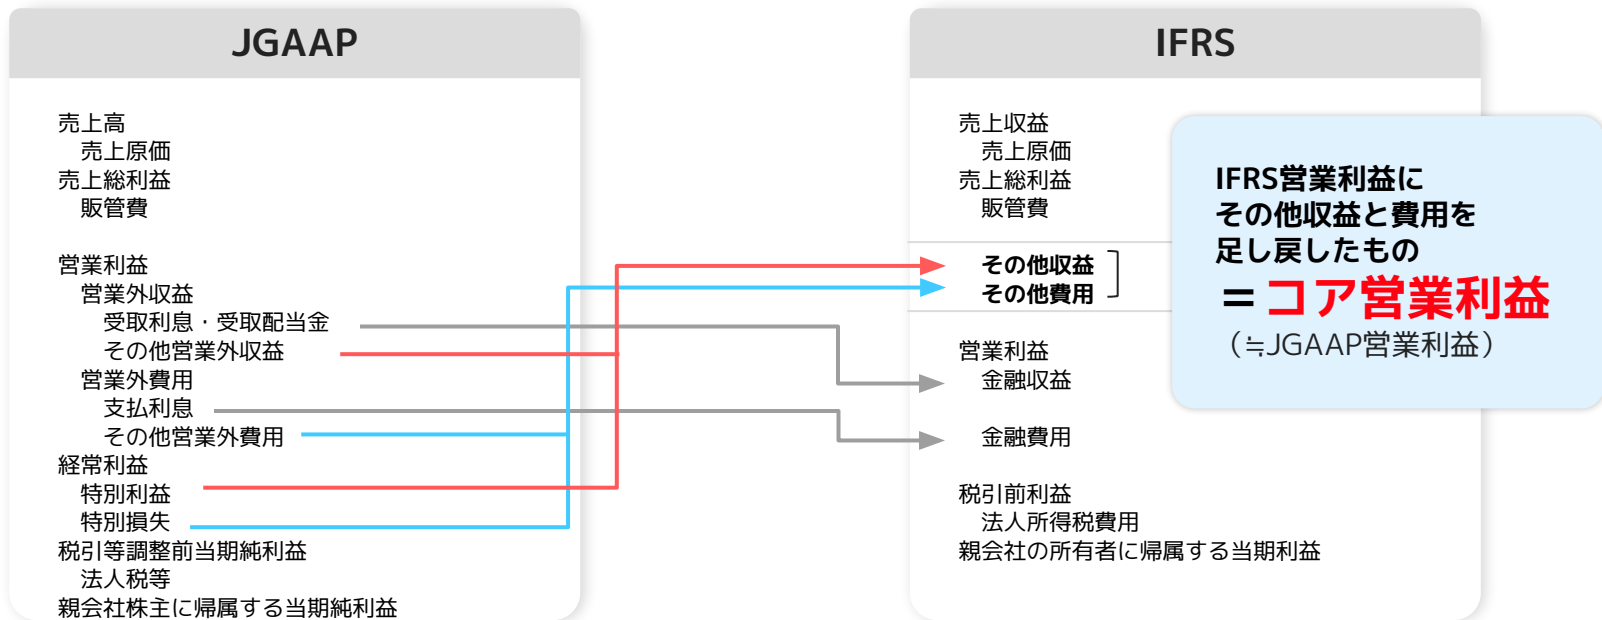 JGAAP
売上高
売上原価
売上総利益
販管費
営業利益
営業外収益
受取利息・受取配当金
その他営業外収益
営業外費用
支払利息
その他営業外費用
経常利益
特別利益
特別損失
税引等調整前当期純利益
法人税等
親会社株主に帰属する当期純利益
IFRS
売上収益
売上原価
売上総利益
販管費
その他収益
その他費用
営業利益
金融収益
金融費用
税引前利益
法人所得税費用
親会社の所有者に帰属する当期利益
IFRS営業利益に
その他収益と費用を
足し戻したもの
＝コア営業利益
（≒JGAAP営業利益）